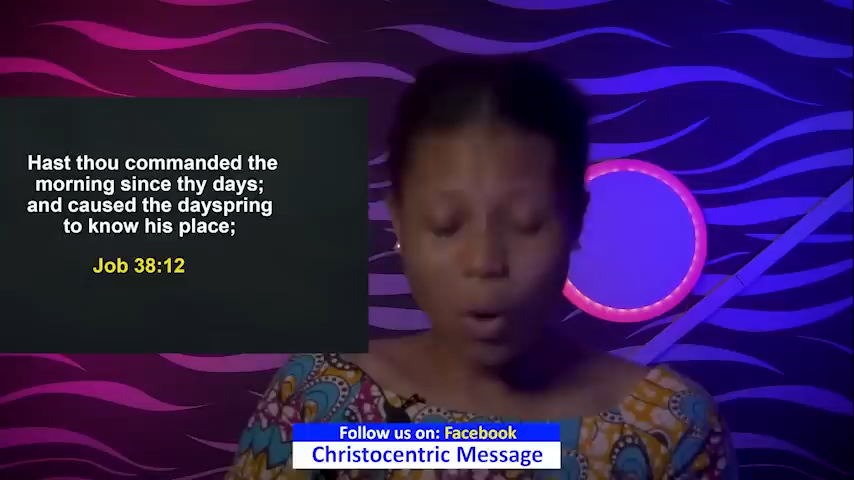 Hast thou commanded the
morning since thy days;
and caused the dayspring
to know his place;
Job 38:12
Follow us on: Facebook
Christocentric Message